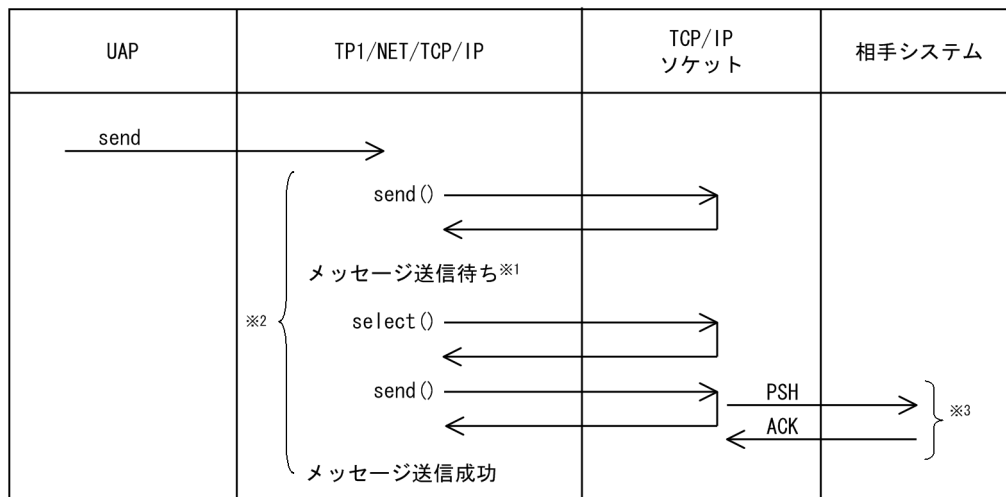 UAP
TP1/NET/TCP/IP
TCP/IP
ソケット
相手システム
send
send()
メッセージ送信待ち※1
※2
select()
send()
PSH
ACK
※3
メッセージ送信成功